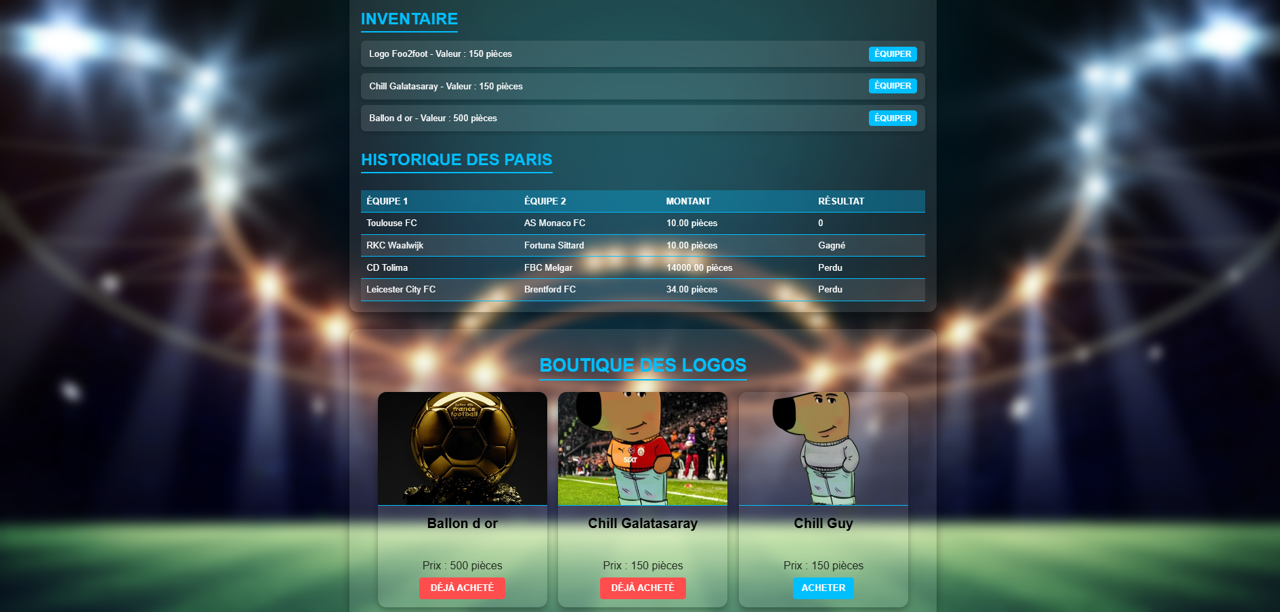 INVENTAIRE
Logo Foo2foot - Valeur : 150 pièces ÉQUIPER
Chill Galatasaray - Valeur : 150 pièces ÉQUIPER
Ballon d or - Valeur : 500 pièces ÉQUIPER
HISTORIQUE DES PARIS
ÉQUIPE 1 ÉQUIPE 2 MONTANT RÉSULTAT
Toulouse FC AS Monaco FC 10.00 pièces 0
RKC Waalwijk Fortuna Sittard 10.00 pièces Gagné
CD Tolima FBC Melgar 14000.00 pièces Perdu
Leicester City FC Brentford FC 34.00 pièces Perdu
BOUTIQUE DES LOGOS
france
football
SIXT
Ballon d or Chill Galatasaray Chill Guy
Prix : 500 pièces Prix : 150 pièces Prix : 150 pièces
DÉJÀ ACHETÉ DÉJÀ ACHETÉ ACHETER